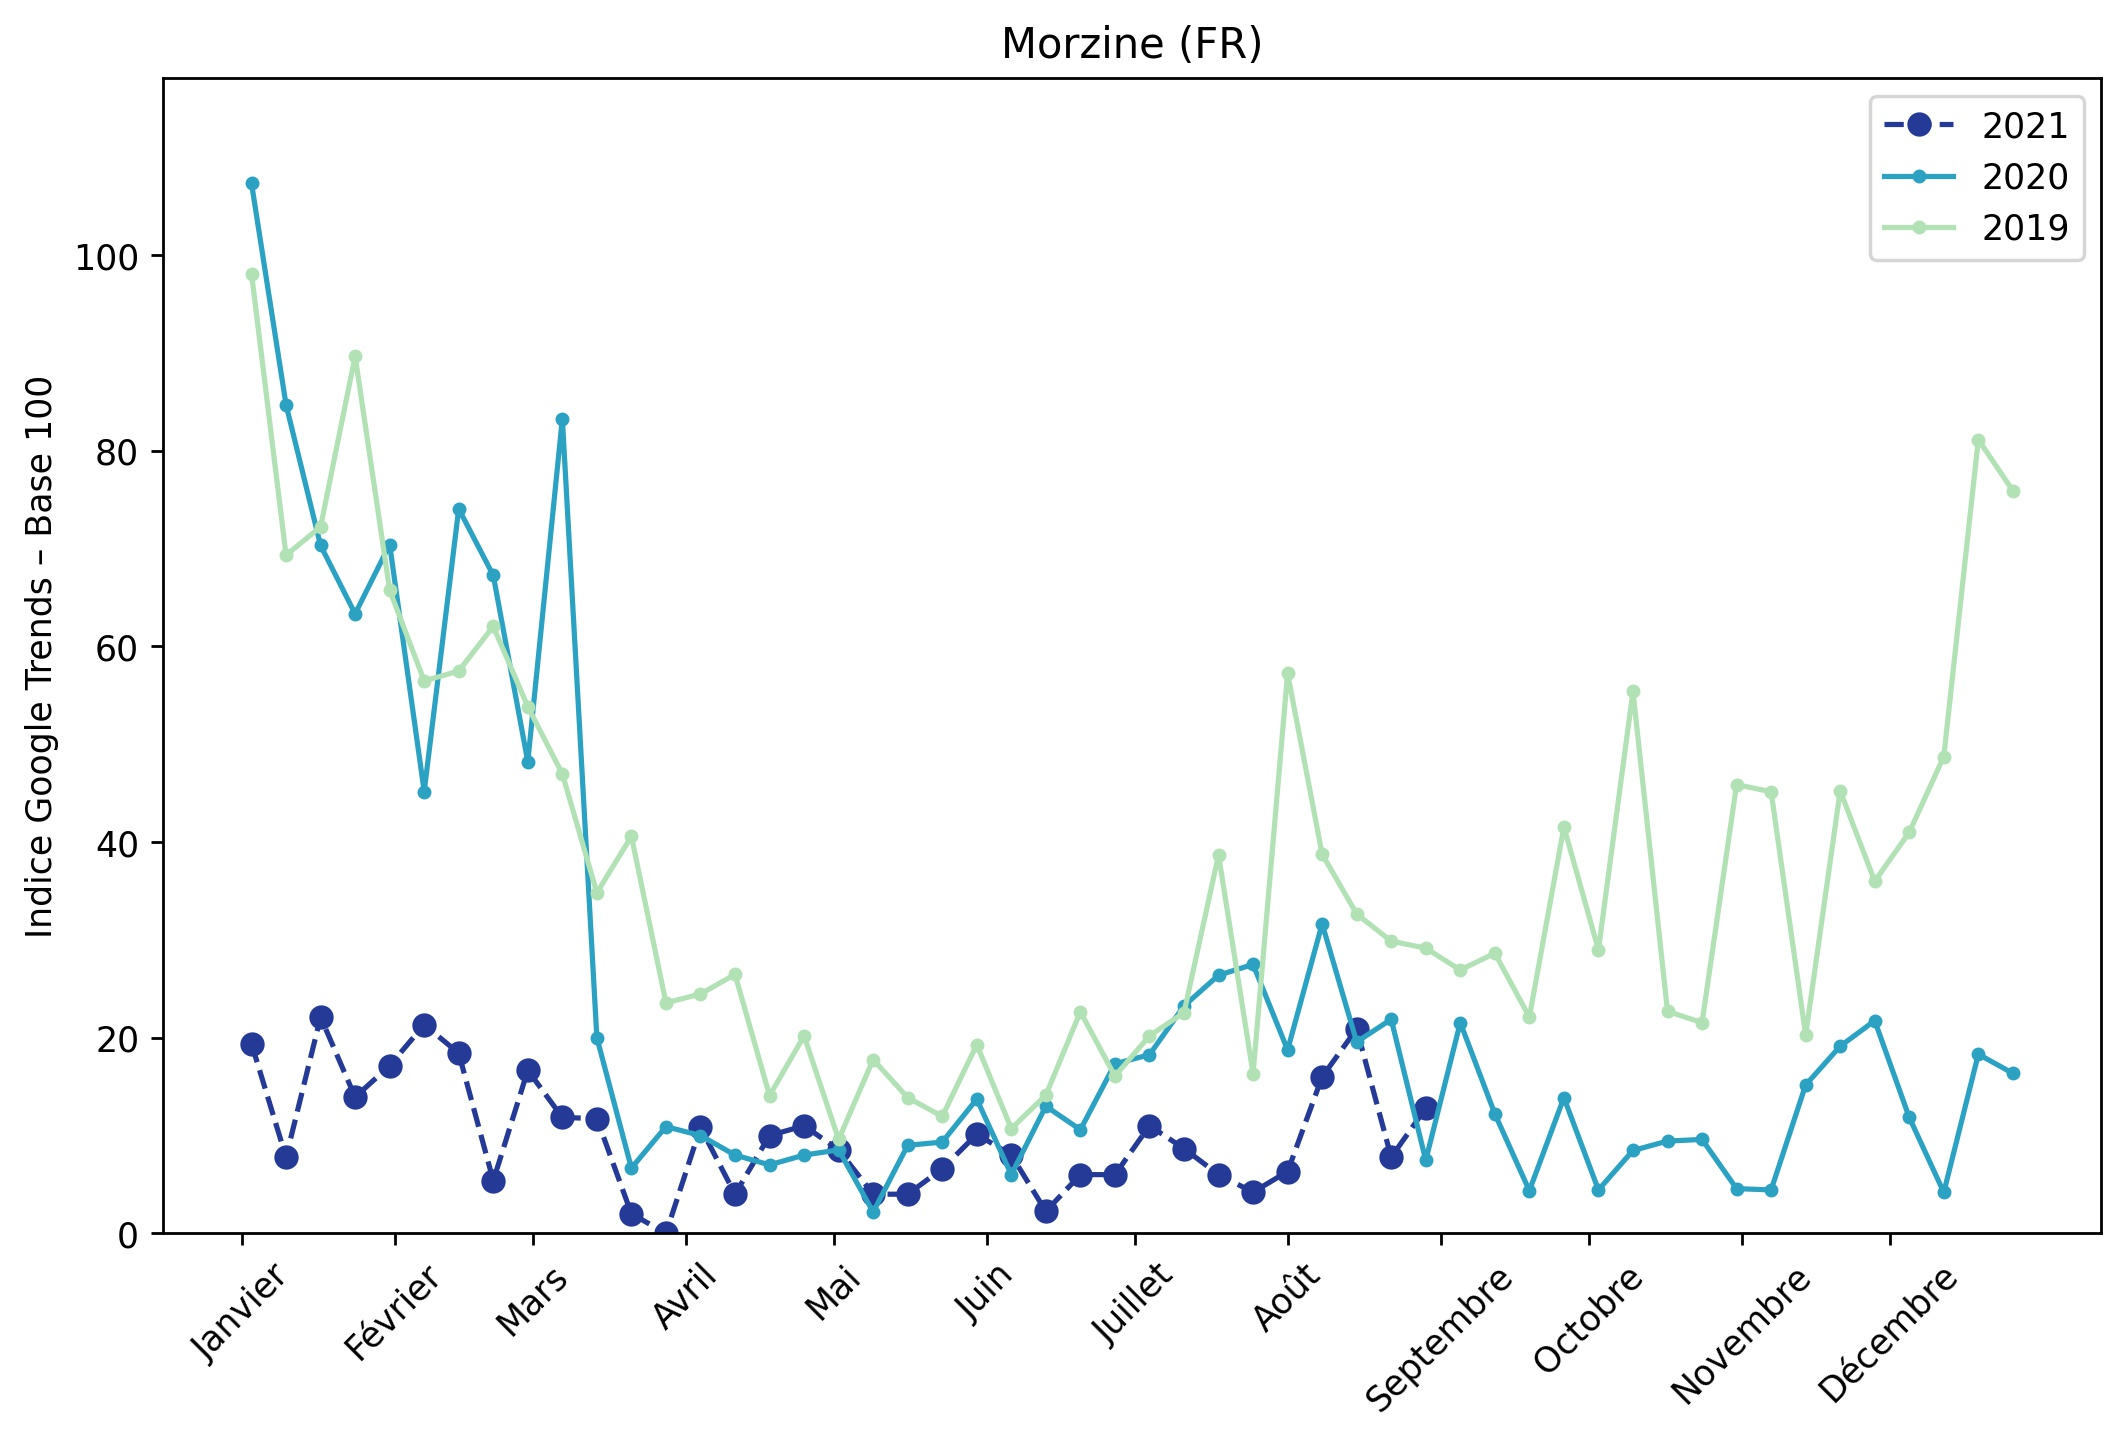 Morzine (FR)
2021
2020
2019
Indice Google Trends – Base 100
100
80
60
40
20
0
Janvier
Février
Mars
Avril
Mai
Juin
Juillet
Août
Septembre
Octobre
Novembre
Décembre